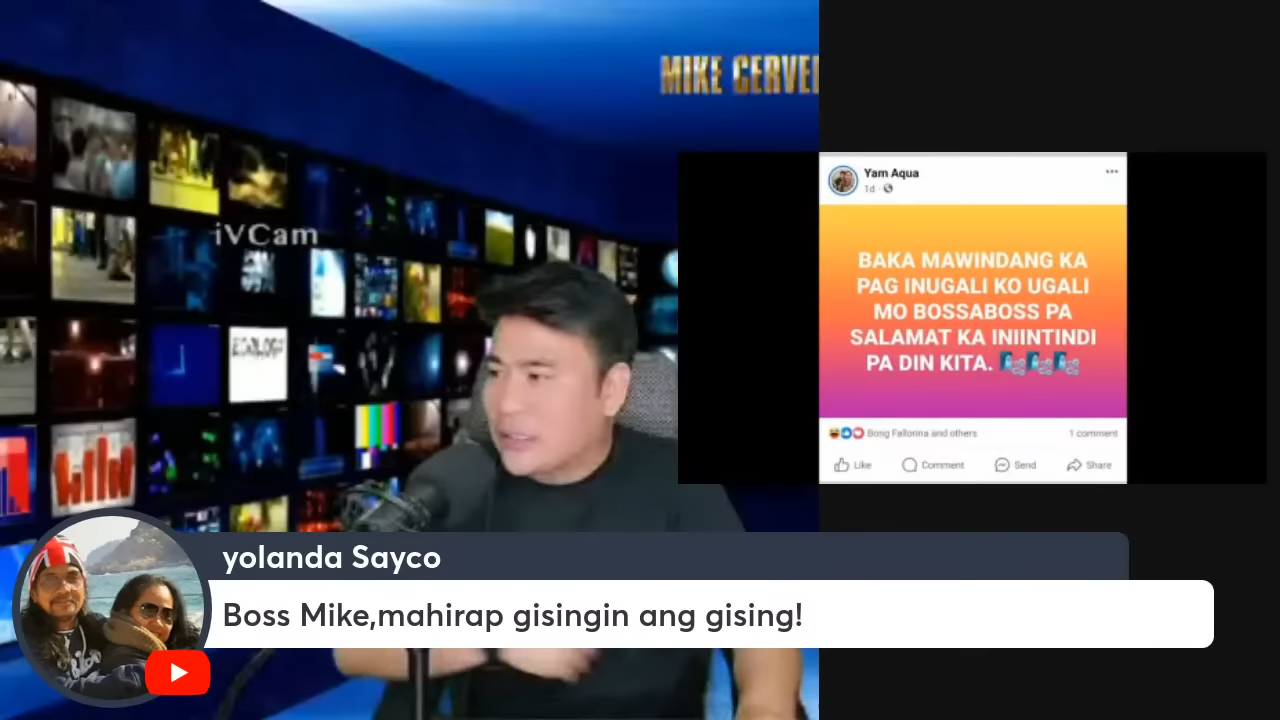 MIKE CERVE
iVCam
ECOLOGY
Yam Aqua
1d
BAKA MAWINDANG KA
PAG INUGALI KO UGALI
MO BOSSABOSS PA
SALAMAT KA INIINTINDI
PA DIN KITA.
Bong Fallorina and others
1 comment
Like
Comment
Send
Share
yolanda Sayco
Boss Mike,mahirap gisingin ang gising!